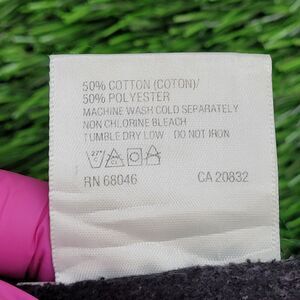 50% COTTON (COTON)/
50% POLYESTER
MACHINE WASH COLD SEPARATELY
NON CHLORINE BLEACH
TUMBLE DRY LOW DO NOT IRON
RN 68046 CA 20832